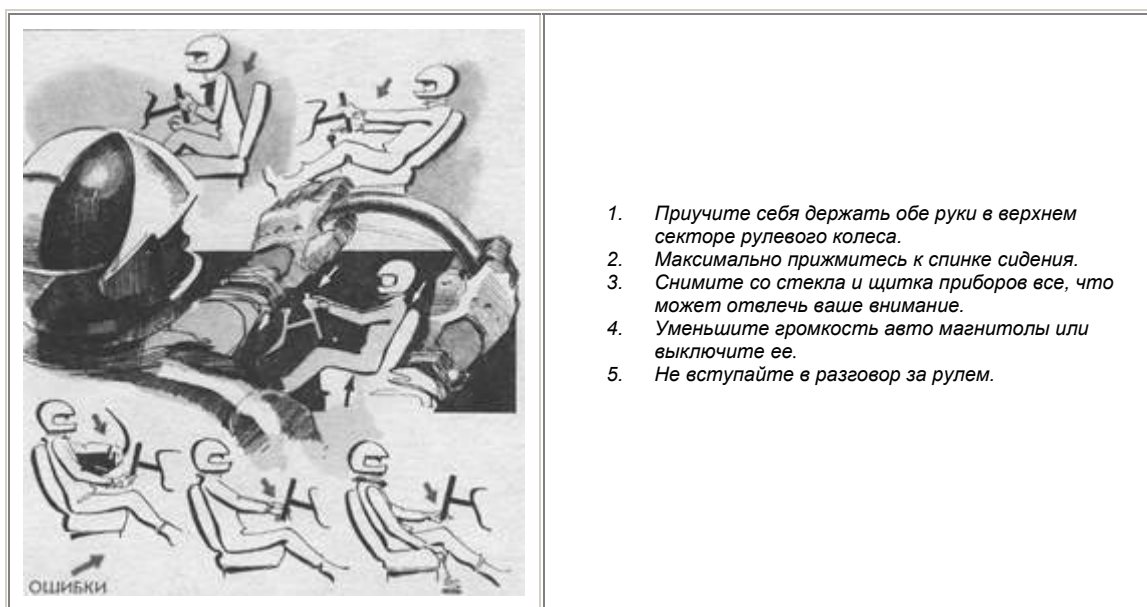 1. Приучите себя держать обе руки в верхнем
секторе рулевого колеса.
2. Максимально прижмитесь к спинке сидения.
3. Снимите со стекла и щитка приборов все, что
может отвлечь ваше внимание.
4. Уменьшите громкость авто магнитолы или
выключите ее.
5. Не вступайте в разговор за рулем.
ОШИБКИ